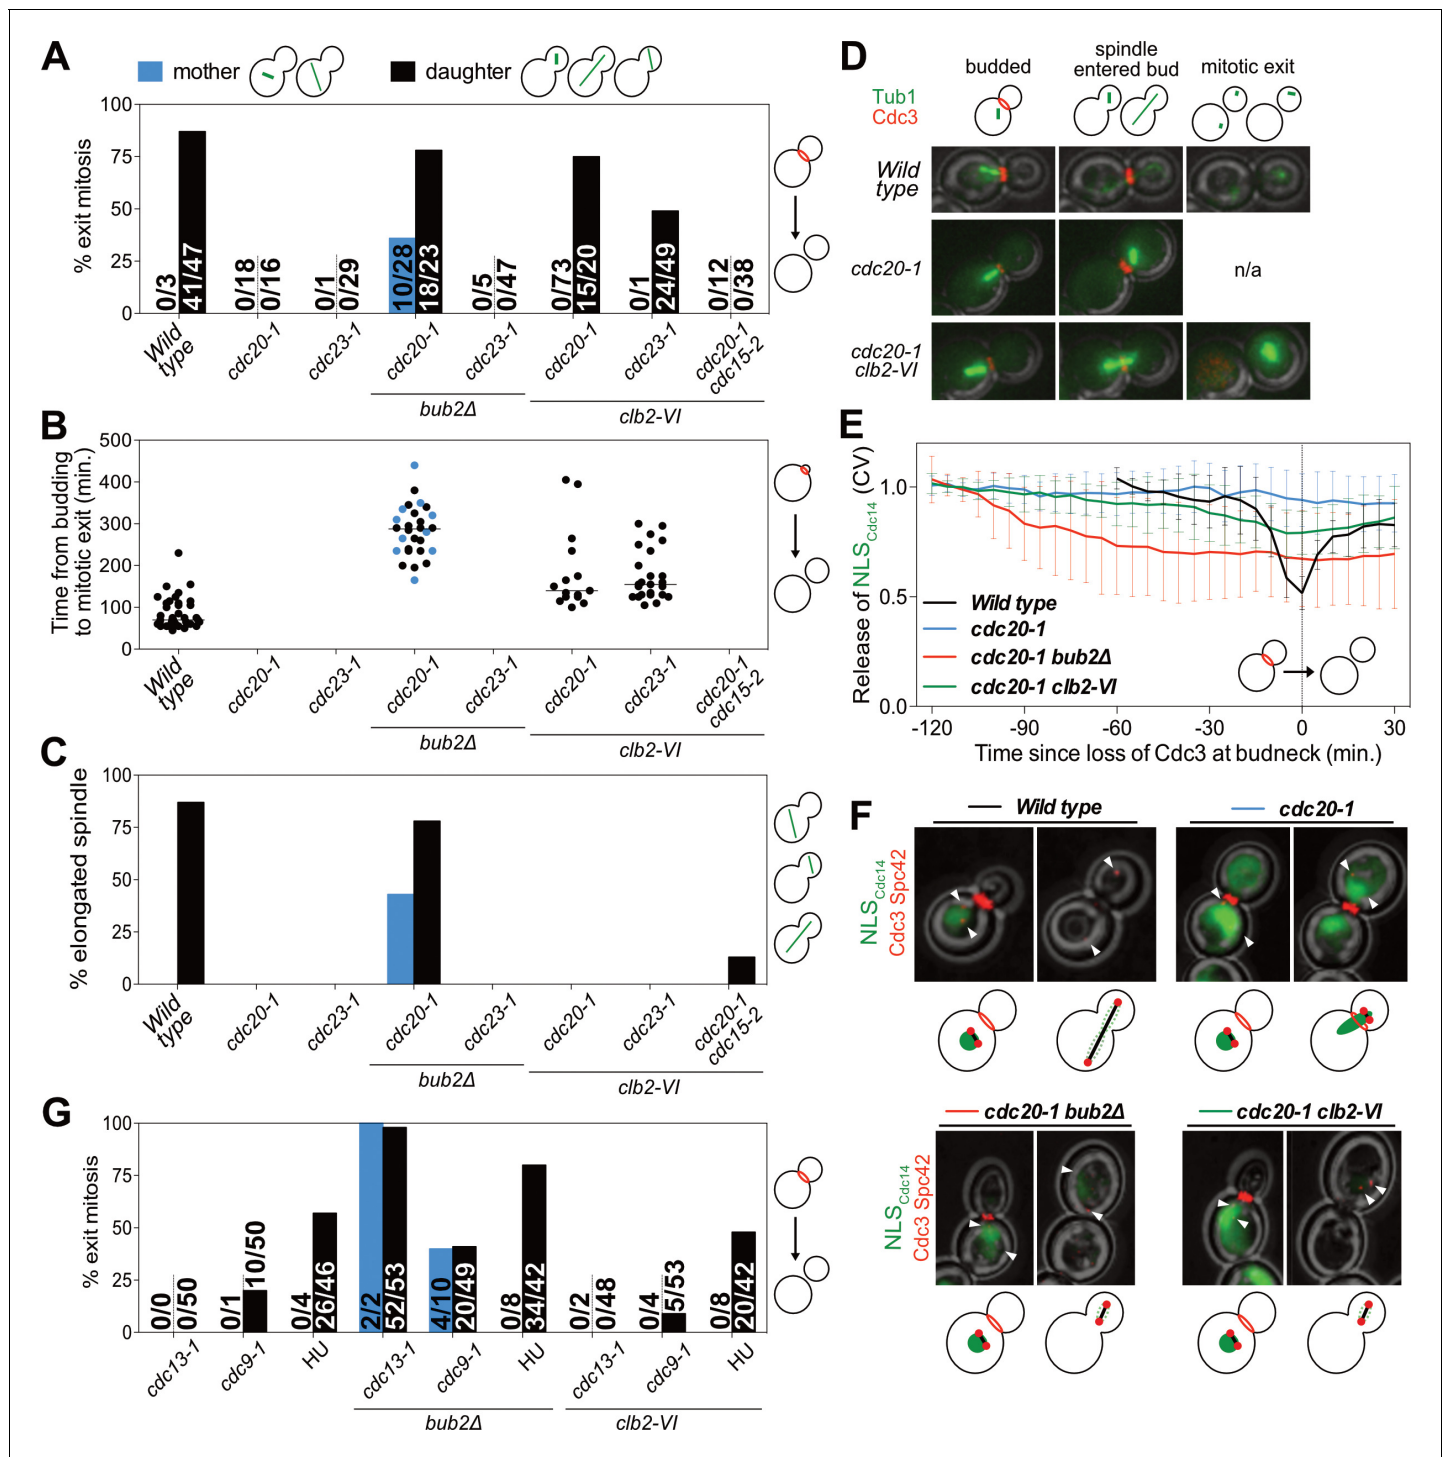 A
mother
daughter
% exit mitosis
100
75
50
25
0
0/3
41/47
0/18
0/16
0/1
0/29
10/28
18/23
0/5
0/47
0/73
15/20
0/1
24/49
0/12
0/38
Wild type
cdc20-1
cdc23-1
cdc20-1
cdc23-1
cdc20-1
cdc23-1
cdc20-1 cdc15-2
bub2Δ
clb2-VI
B
Time from budding
to mitotic exit (min.)
500
400
300
200
100
0
Wild type
cdc20-1
cdc23-1
cdc20-1
cdc23-1
cdc20-1
cdc23-1
cdc20-1 cdc15-2
bub2Δ
clb2-VI
C
% elongated spindle
100
75
50
25
0
Wild type
cdc20-1
cdc23-1
cdc20-1
cdc23-1
cdc20-1
cdc23-1
cdc20-1 cdc15-2
bub2Δ
clb2-VI
G
% exit mitosis
100
75
50
25
0
0/0
0/50
0/1
10/50
0/4
26/46
2/2
52/53
4/10
20/49
0/8
34/42
0/2
0/48
0/4
5/53
0/8
20/42
cdc13-1
cdc9-1
HU
cdc13-1
cdc9-1
HU
cdc13-1
cdc9-1
HU
bub2Δ
clb2-VI
D
Tub1
Cdc3
budded
spindle
entered bud
mitotic exit
Wild
type
cdc20-1
n/a
cdc20-1
clb2-VI
E
Release of NLSCdc14 (CV)
1.0
0.5
0.0
Wild type
cdc20-1
cdc20-1 bub2Δ
cdc20-1 clb2-VI
-120
-90
-60
-30
0
30
Time since loss of Cdc3 at budneck (min.)
F
Wild type
cdc20-1
NLSCdc14
Cdc3 Spc42
cdc20-1 bub2Δ
cdc20-1 clb2-VI
NLSCdc14
Cdc3 Spc42